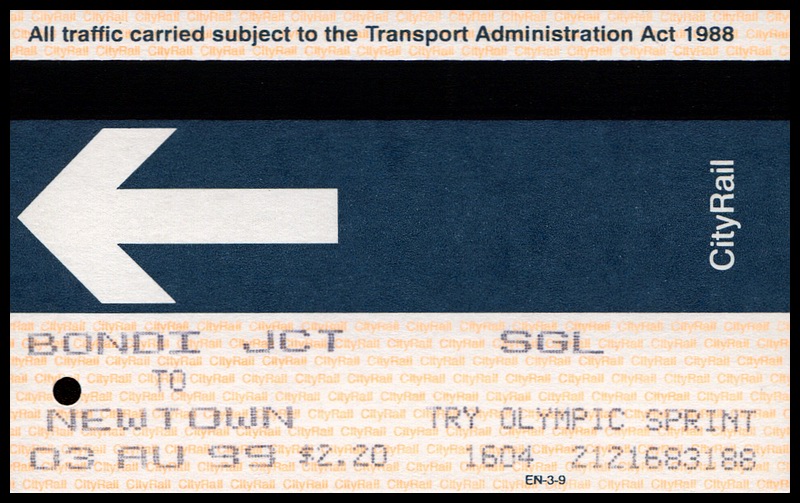 All traffic carried subject to the Transport Administration Act 1988
CityRail
BONDI JCT SGL
TO
NEWTOWN TRY OLYMPIC SPRINT
03 AU 99 $2.20 1604 2121683188
EN-3-9